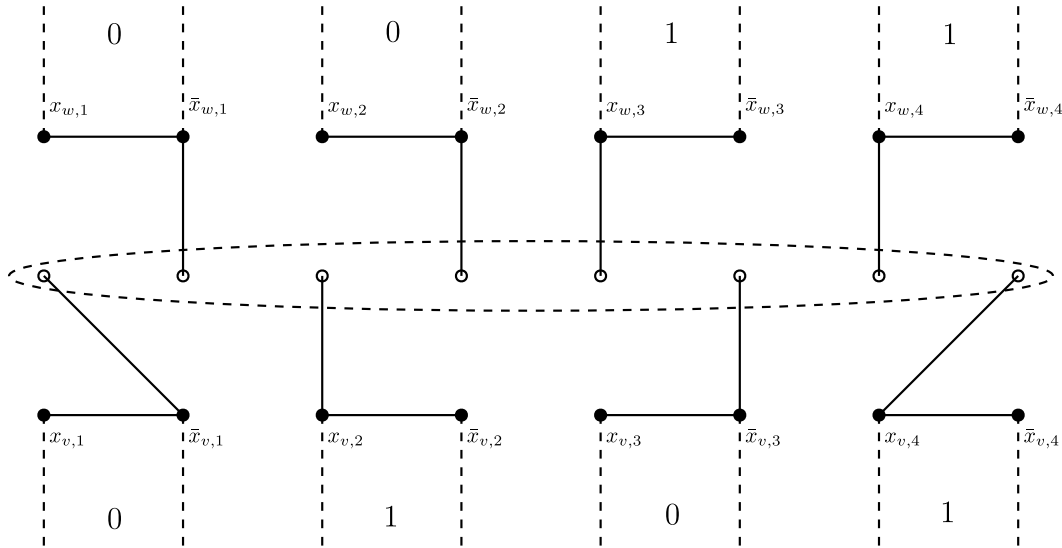 0 0 1 1
x_{w,1} x̄_{w,1} x_{w,2} x̄_{w,2} x_{w,3} x̄_{w,3} x_{w,4} x̄_{w,4}
x_{v,1} x̄_{v,1} x_{v,2} x̄_{v,2} x_{v,3} x̄_{v,3} x_{v,4} x̄_{v,4}
0 1 0 1